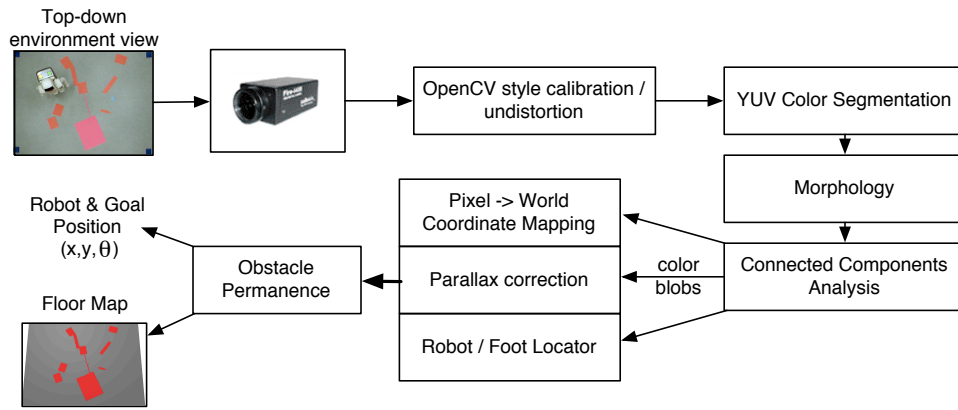 Top-down
environment view
OpenCV style calibration /
undistortion
YUV Color Segmentation
Morphology
Connected Components
Analysis
color
blobs
Pixel -> World
Coordinate Mapping
Parallax correction
Robot / Foot Locator
Obstacle
Permanence
Robot & Goal
Position
(x,y,θ)
Floor Map